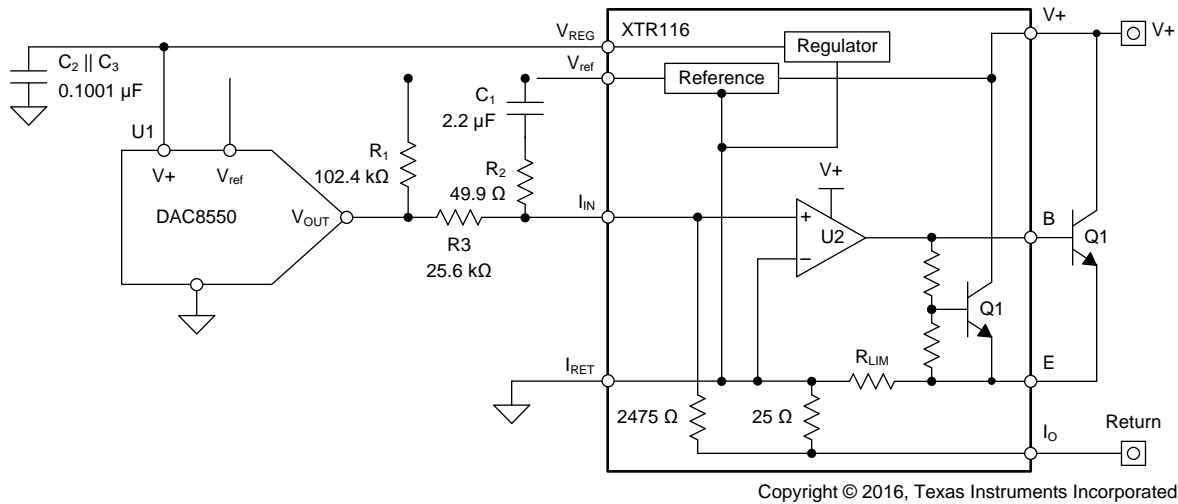 V+
V+
XTR116
V_REG
Regulator
V_ref
Reference
C₂ || C₃
0.1001 µF
C₁
2.2 µF
U1
V+
V_ref
R₁
102.4 kΩ
R₂
49.9 Ω
V+
DAC8550
V_OUT
I_IN
R3
25.6 kΩ
+
U2
−
B
Q1
Q1
R_LIM
I_RET
E
2475 Ω
25 Ω
I_O
Return
Copyright © 2016, Texas Instruments Incorporated